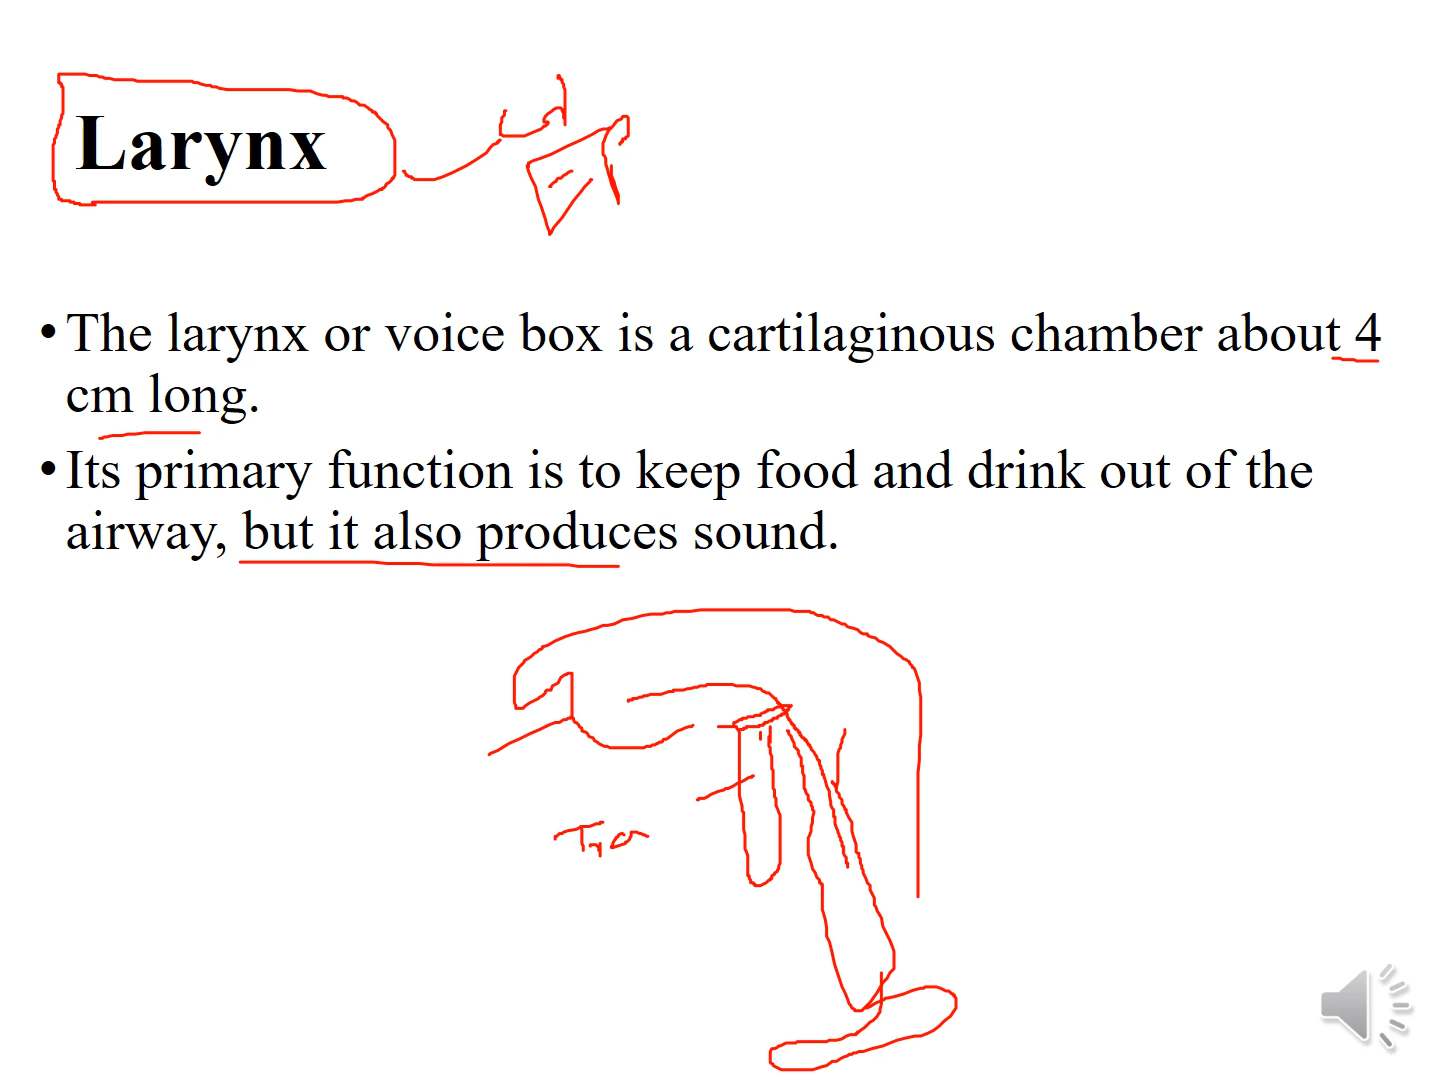 Larynx
• The larynx or voice box is a cartilaginous chamber about 4
cm long.
• Its primary function is to keep food and drink out of the
airway, but it also produces sound.